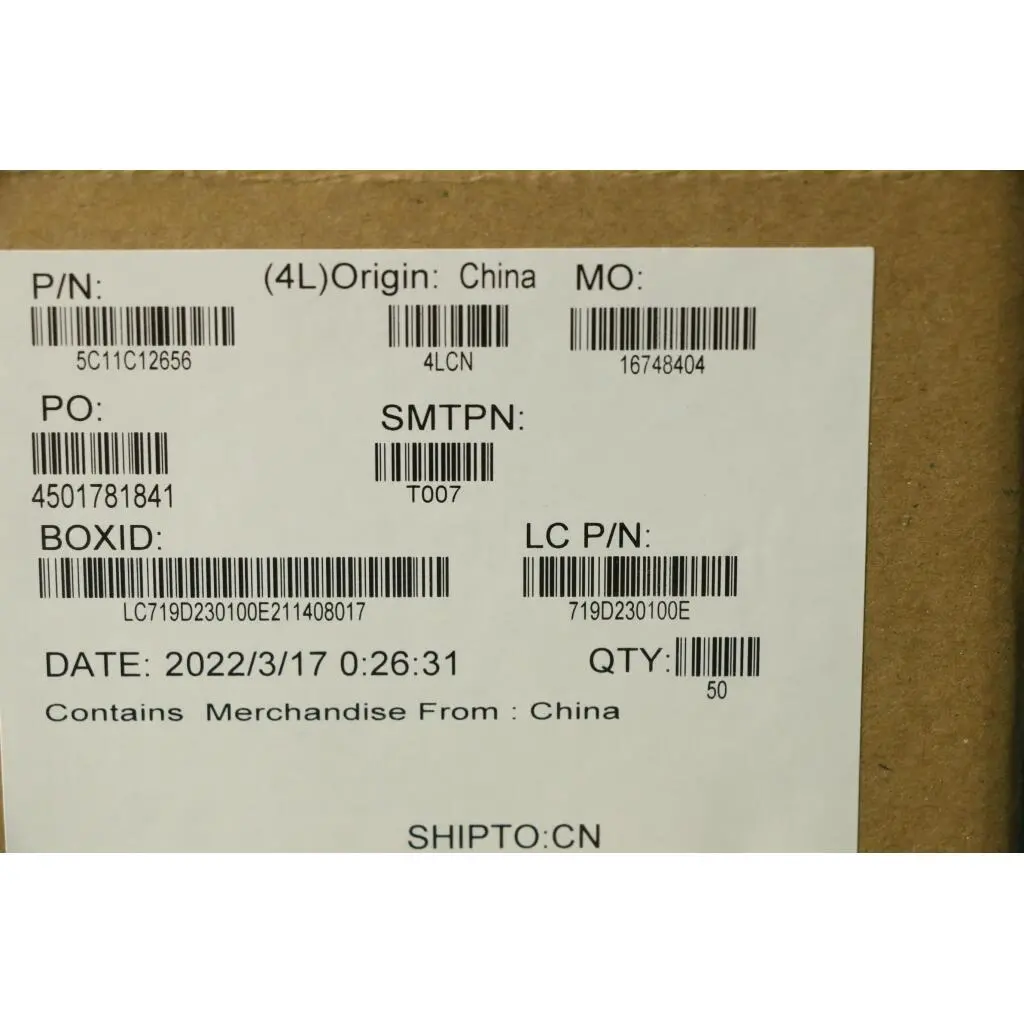 P/N: (4L)Origin: China MO:
5C11C12656 4LCN 16748404
PO: SMTPN:
4501781841 T007
BOXID: LC P/N:
LC719D230100E211408017 719D230100E
DATE: 2022/3/17 0:26:31 QTY:
50
Contains Merchandise From : China
SHIPTO:CN